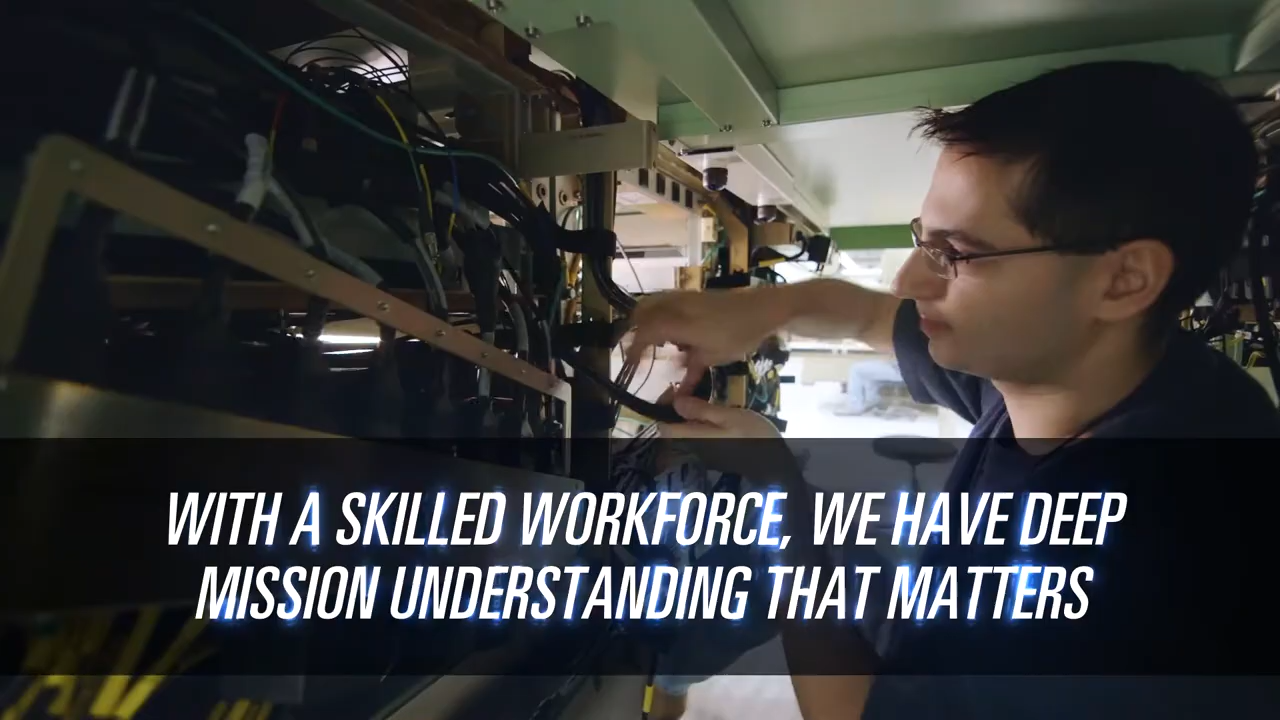 WITH A SKILLED WORKFORCE, WE HAVE DEEP
MISSION UNDERSTANDING THAT MATTERS